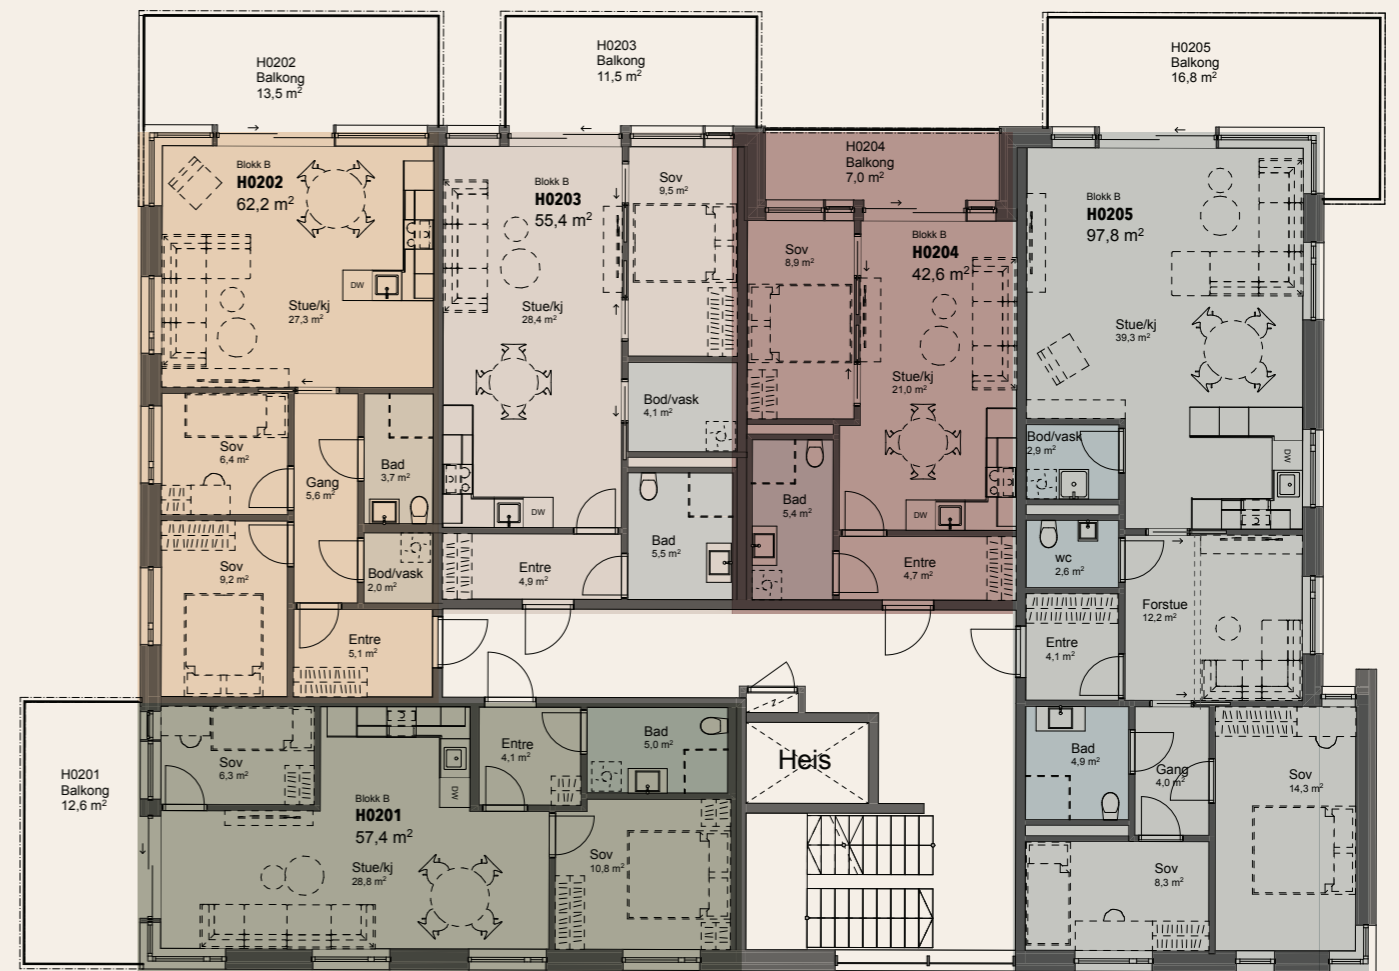 H0202
Balkong
13,5 m²
H0203
Balkong
11,5 m²
H0205
Balkong
16,8 m²
H0204
Balkong
7,0 m²
Blokk B
H0202
62,2 m²
DW
Stue/kj
27,3 m²
Sov
6,4 m²
Gang
5,6 m²
Bad
3,7 m²
Sov
9,2 m²
Bod/vask
2,0 m²
Entre
5,1 m²
Blokk B
H0203
55,4 m²
Sov
9,5 m²
Stue/kj
28,4 m²
Bod/vask
4,1 m²
DW
Bad
5,5 m²
Entre
4,9 m²
Blokk B
H0204
42,6 m²
Sov
8,9 m²
Stue/kj
21,0 m²
Bad
5,4 m²
DW
Entre
4,7 m²
Blokk B
H0205
97,8 m²
Stue/kj
39,3 m²
Bod/vask
2,9 m²
DW
wc
2,6 m²
Forstue
12,2 m²
Entre
4,1 m²
Bad
4,9 m²
Gang
4,0 m²
Sov
14,3 m²
Sov
8,3 m²
Heis
H0201
Balkong
12,6 m²
Sov
6,3 m²
Blokk B
H0201
57,4 m²
DW
Stue/kj
28,8 m²
Entre
4,1 m²
Bad
5,0 m²
Sov
10,8 m²